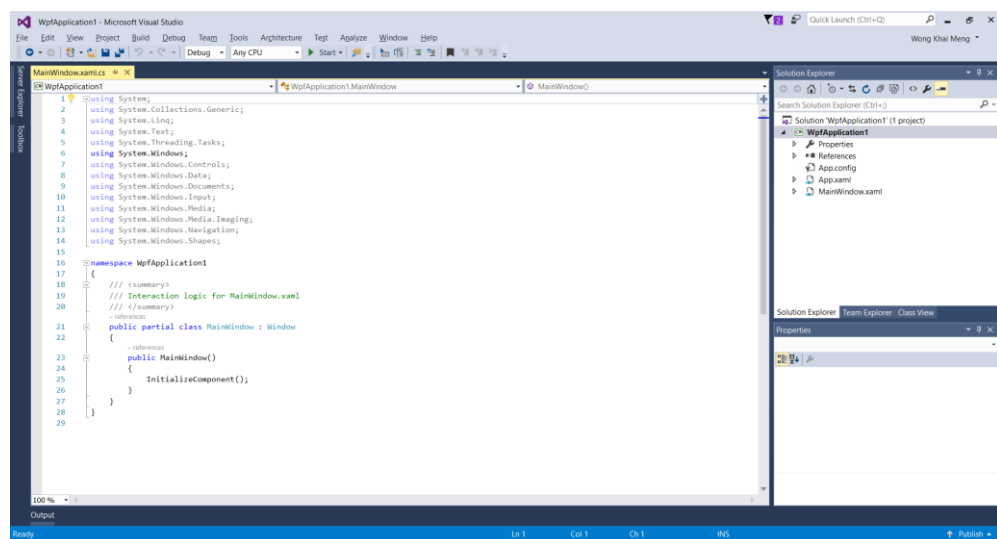 WpfApplication1 - Microsoft Visual Studio
2
Quick Launch (Ctrl+Q)
File Edit View Project Build Debug Team Tools Architecture Test Analyze Window Help
Wong Khai Meng
Debug Any CPU Start
Server Explorer
Toolbox
MainWindow.xaml.cs
WpfApplication1 WpfApplication1.MainWindow MainWindow()
1 using System;
2 using System.Collections.Generic;
3 using System.Linq;
4 using System.Text;
5 using System.Threading.Tasks;
6 using System.Windows;
7 using System.Windows.Controls;
8 using System.Windows.Data;
9 using System.Windows.Documents;
10 using System.Windows.Input;
11 using System.Windows.Media;
12 using System.Windows.Media.Imaging;
13 using System.Windows.Navigation;
14 using System.Windows.Shapes;
15
16 namespace WpfApplication1
17 {
18 /// <summary>
19 /// Interaction logic for MainWindow.xaml
20 /// </summary>
– references
21 public partial class MainWindow : Window
22 {
– references
23 public MainWindow()
24 {
25 InitializeComponent();
26 }
27 }
28 }
29
100 %
Solution Explorer
Search Solution Explorer (Ctrl+;)
Solution 'WpfApplication1' (1 project)
WpfApplication1
Properties
References
App.config
App.xaml
MainWindow.xaml
Solution Explorer Team Explorer Class View
Properties
Output
Ready Ln 1 Col 1 Ch 1 INS Publish